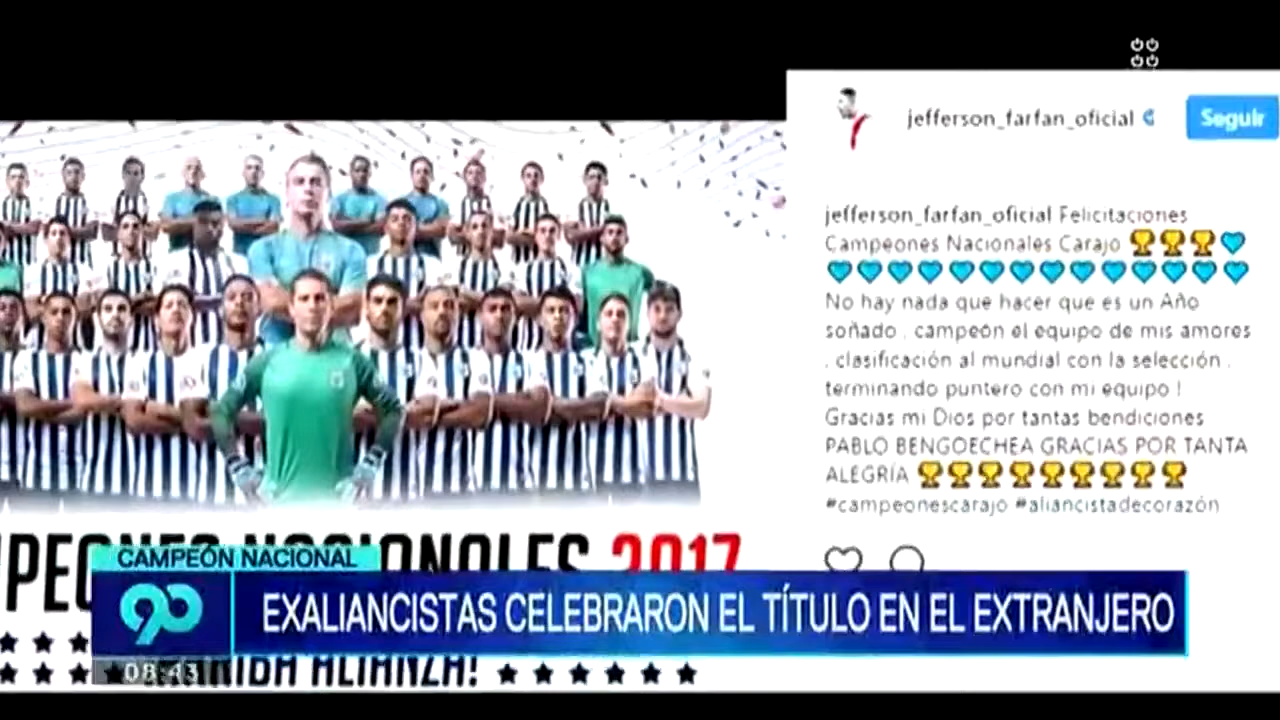 jefferson_farfan_oficial
Seguir
jefferson_farfan_oficial Felicitaciones
Campeones Nacionales Carajo 🏆🏆🏆💙
💙💙💙💙💙💙💙💙💙💙💙💙💙💙
No hay nada que hacer que es un Año
soñado , campeón el equipo de mis amores
, clasificación al mundial con la selección ,
terminando puntero con mi equipo !
Gracias mi Dios por tantas bendiciones
PABLO BENGOECHEA GRACIAS POR TANTA
ALEGRÍA 🏆🏆🏆🏆🏆🏆🏆🏆🏆
#campeonescarajo #aliancistadecorazón
2017
CAMPEÓN NACIONAL
90
EXALIANCISTAS CELEBRARON EL TÍTULO EN EL EXTRANJERO
08:43
ALIANZA!